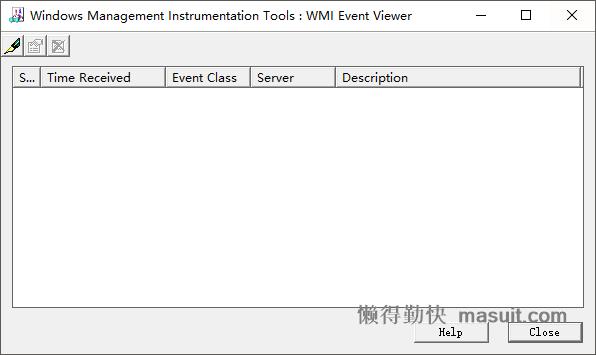 Windows Management Instrumentation Tools : WMI Event Viewer
S... Time Received Event Class Server Description
懒得勤快 masuit.com
Help Close